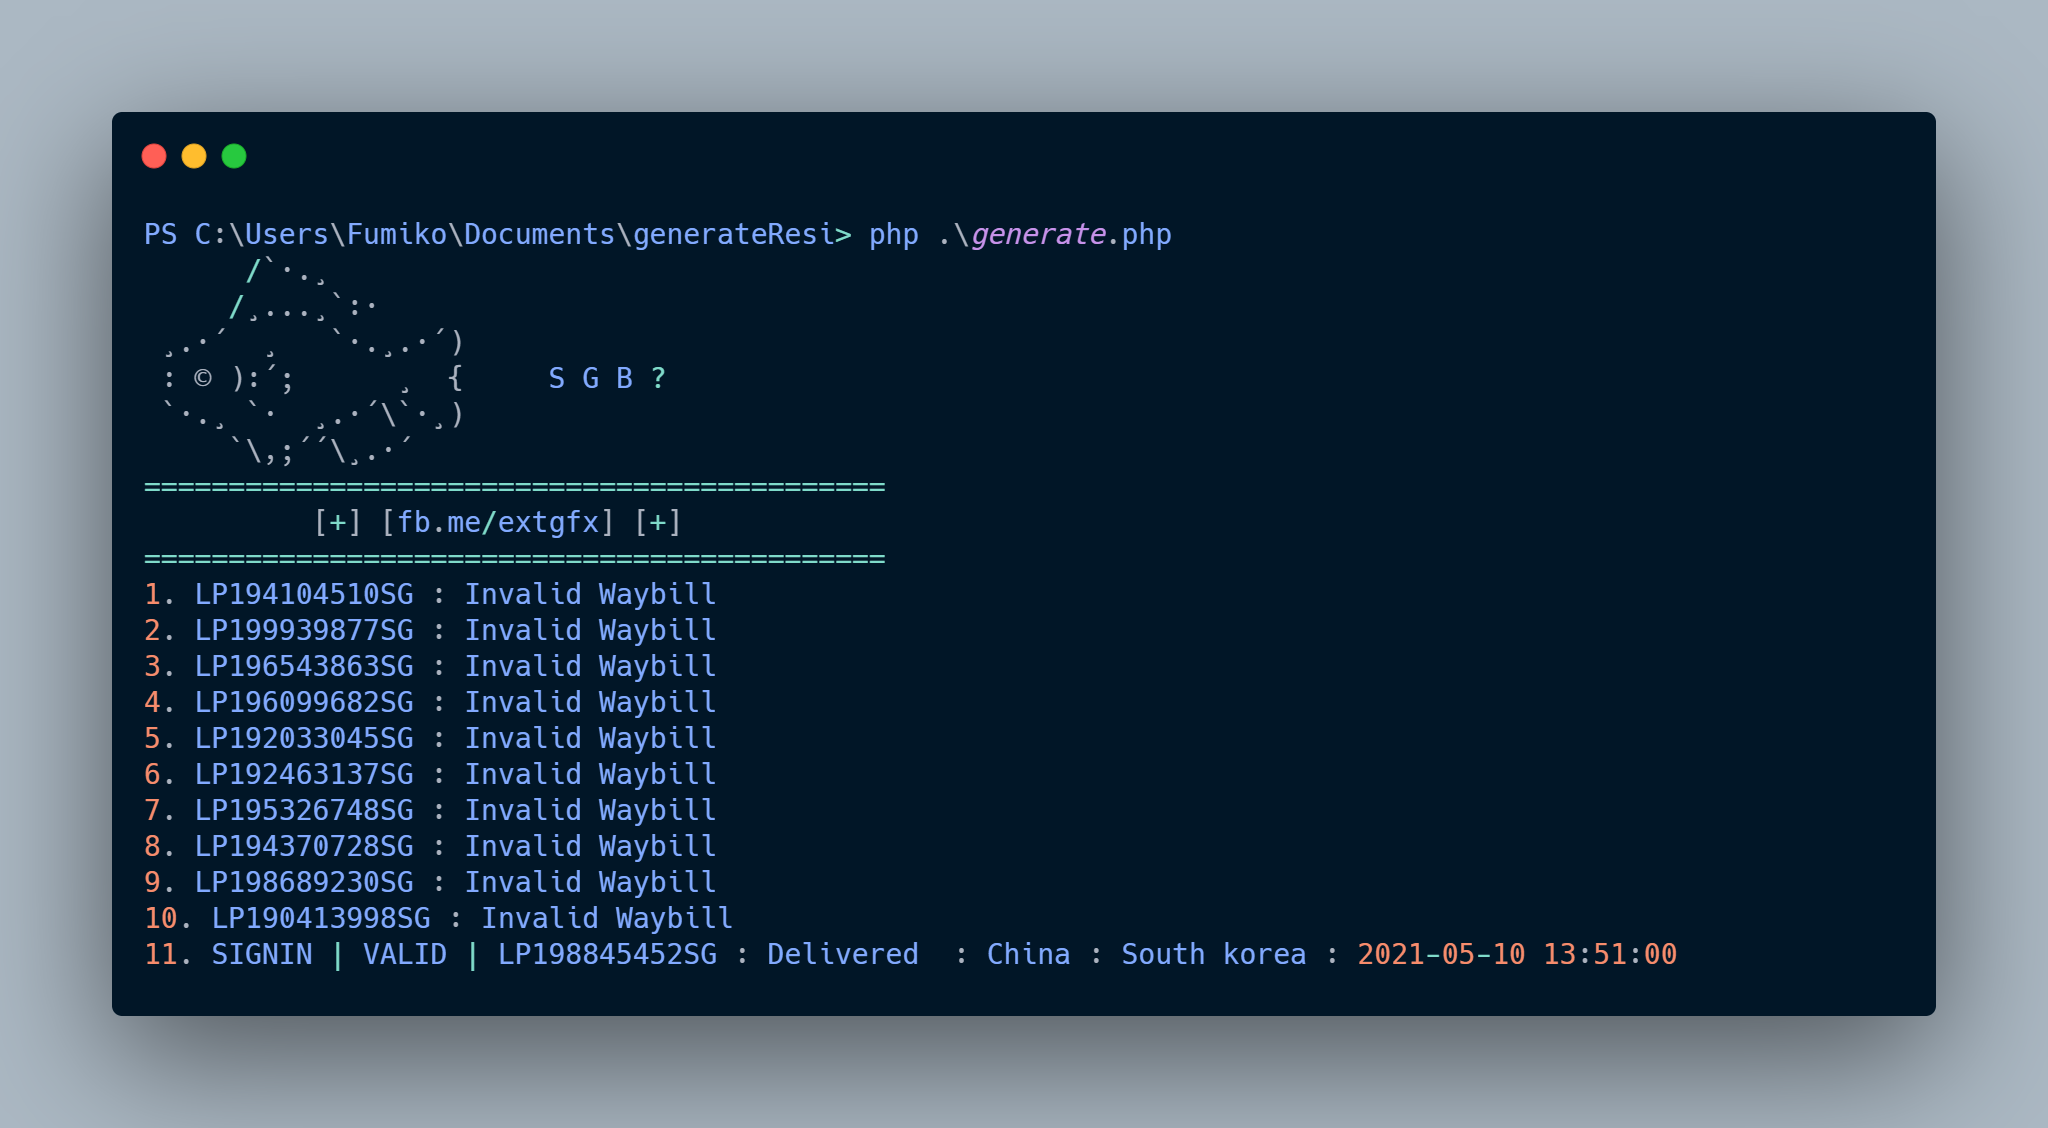 PS C:\Users\Fumiko\Documents\generateResi> php .\generate.php
      /`·.¸
     /¸...¸`:·
 ¸.·´  ¸   `·.¸.·´)
 : © ):´;      ¸  {     S G B ?
 `·.¸ `·  ¸.·´\`·¸)
     `\,;´´\¸.·´
============================================
          [+] [fb.me/extgfx] [+]
============================================
1. LP194104510SG : Invalid Waybill
2. LP199939877SG : Invalid Waybill
3. LP196543863SG : Invalid Waybill
4. LP196099682SG : Invalid Waybill
5. LP192033045SG : Invalid Waybill
6. LP192463137SG : Invalid Waybill
7. LP195326748SG : Invalid Waybill
8. LP194370728SG : Invalid Waybill
9. LP198689230SG : Invalid Waybill
10. LP190413998SG : Invalid Waybill
11. SIGNIN | VALID | LP198845452SG : Delivered  : China : South korea : 2021-05-10 13:51:00